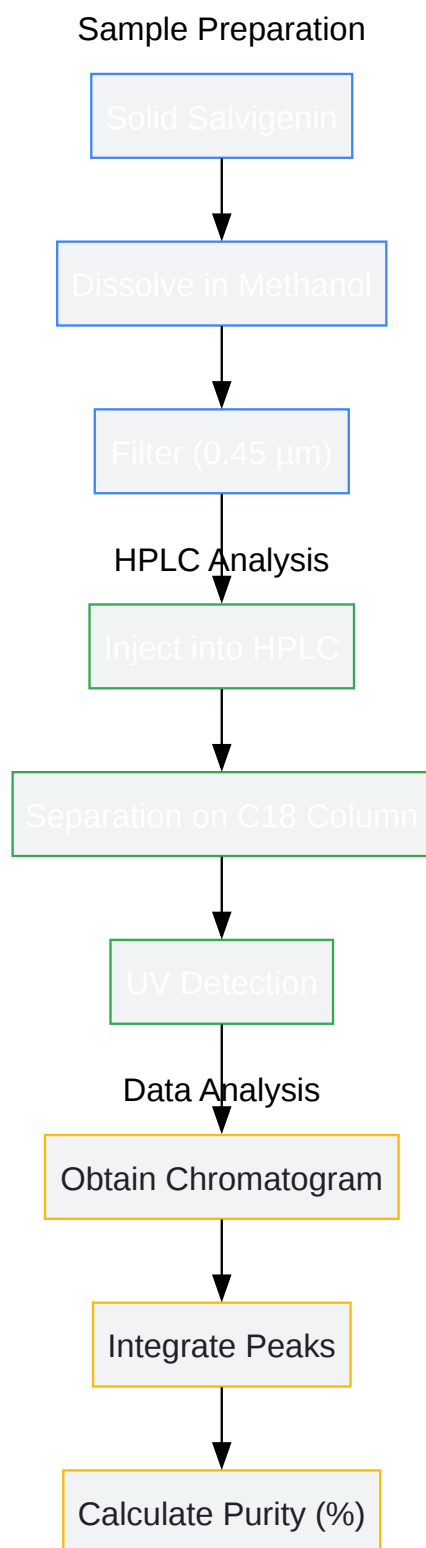 Sample Preparation
Solid Salvigenin
Dissolve in Methanol
Filter (0.45 µm)
HPLC Analysis
Inject into HPLC
Separation on C18 Column
UV Detection
Data Analysis
Obtain Chromatogram
Integrate Peaks
Calculate Purity (%)